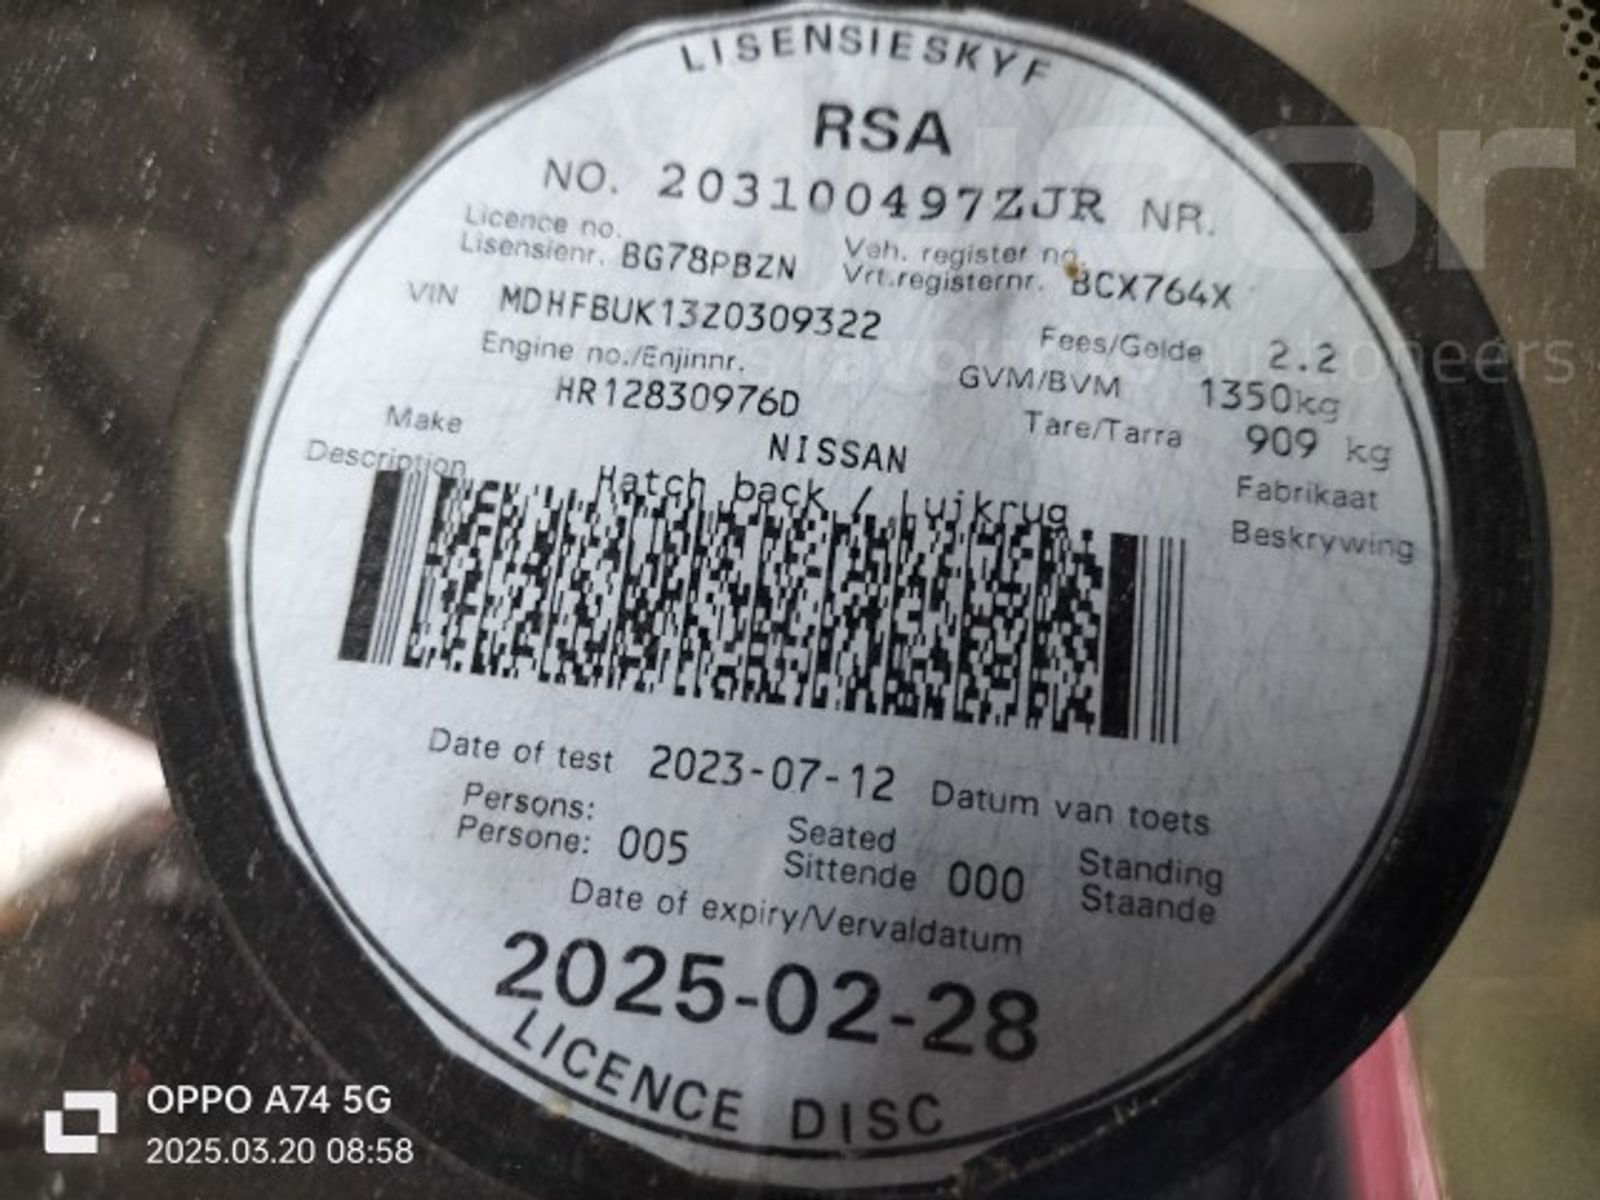 LISENSIESKYF
RSA
NO. 203100497ZJR NR.
Licence no.
Lisensienr. BG78PBZN
Veh. register no.
Vrt.registernr. BCX764X
VIN MDHFBUK13Z0309322
Fees/Gelde 2.2
Engine no./Enjinnr.
HR12830976D
GVM/BVM 1350kg
Tare/Tarra 909 kg
Make NISSAN Fabrikaat
Description Hatch back / Luikrug Beskrywing
Date of test 2023-07-12 Datum van toets
Persons:
Persone: 005
Seated
Sittende 000
Standing
Staande
Date of expiry/Vervaldatum
2025-02-28
LICENCE DISC
OPPO A74 5G
2025.03.20 08:58